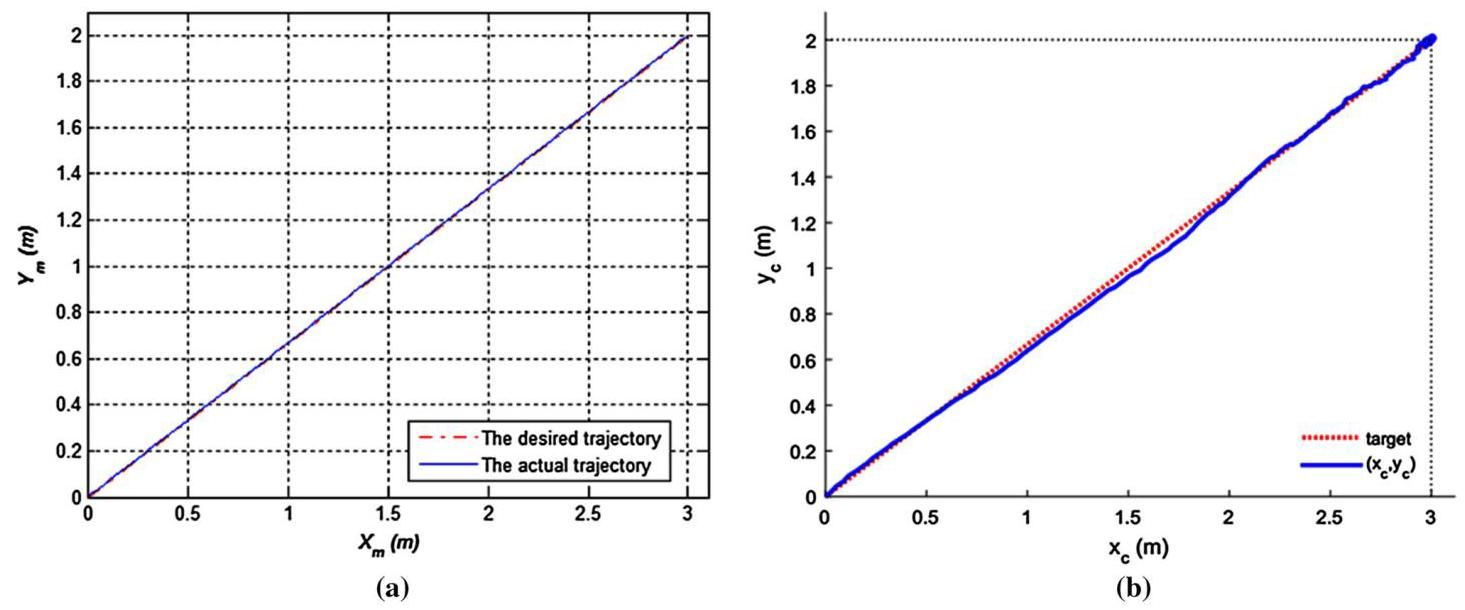 2
1.8
1.6
1.4
1.2
1
0.8
0.6
0.4
0.2
0
Y_m (m)
The desired trajectory
The actual trajectory
0 0.5 1 1.5 2 2.5 3
X_m (m)
(a)
2
1.8
1.6
1.4
1.2
1
0.8
0.6
0.4
0.2
0
y_c (m)
target
(x_c,y_c)
0 0.5 1 1.5 2 2.5 3
x_c (m)
(b)